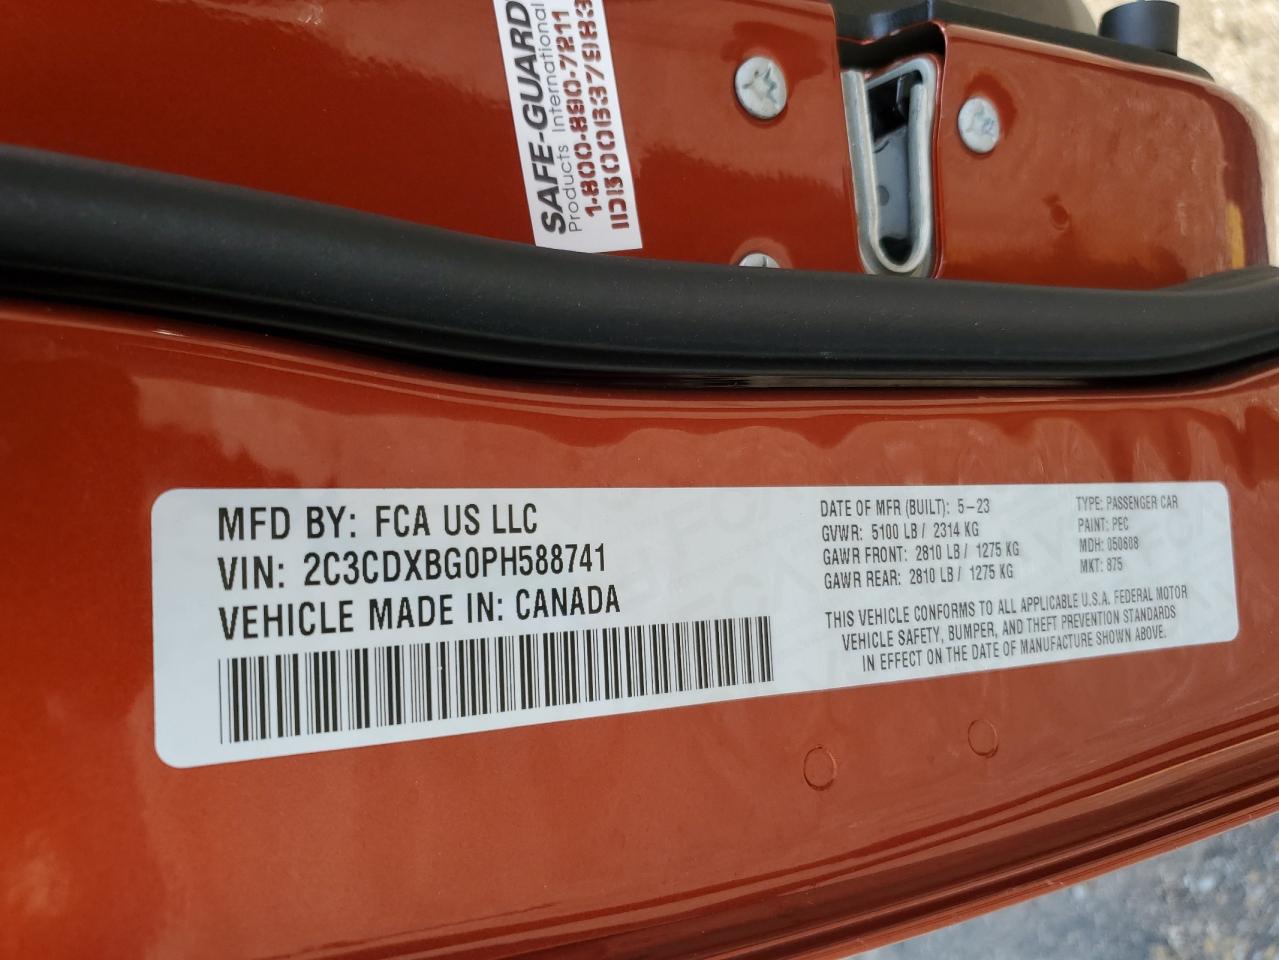 SAFE-GUARD
Products International
1-800-890-7211
MFD BY: FCA US LLC
VIN: 2C3CDXBG0PH588741
VEHICLE MADE IN: CANADA
DATE OF MFR (BUILT): 5-23
GVWR: 5100 LB / 2314 KG
GAWR FRONT: 2810 LB / 1275 KG
GAWR REAR: 2810 LB / 1275 KG
TYPE: PASSENGER CAR
PAINT: PEC
MDH: 050608
MKT: 875
THIS VEHICLE CONFORMS TO ALL APPLICABLE U.S.A. FEDERAL MOTOR
VEHICLE SAFETY, BUMPER, AND THEFT PREVENTION STANDARDS
IN EFFECT ON THE DATE OF MANUFACTURE SHOWN ABOVE.